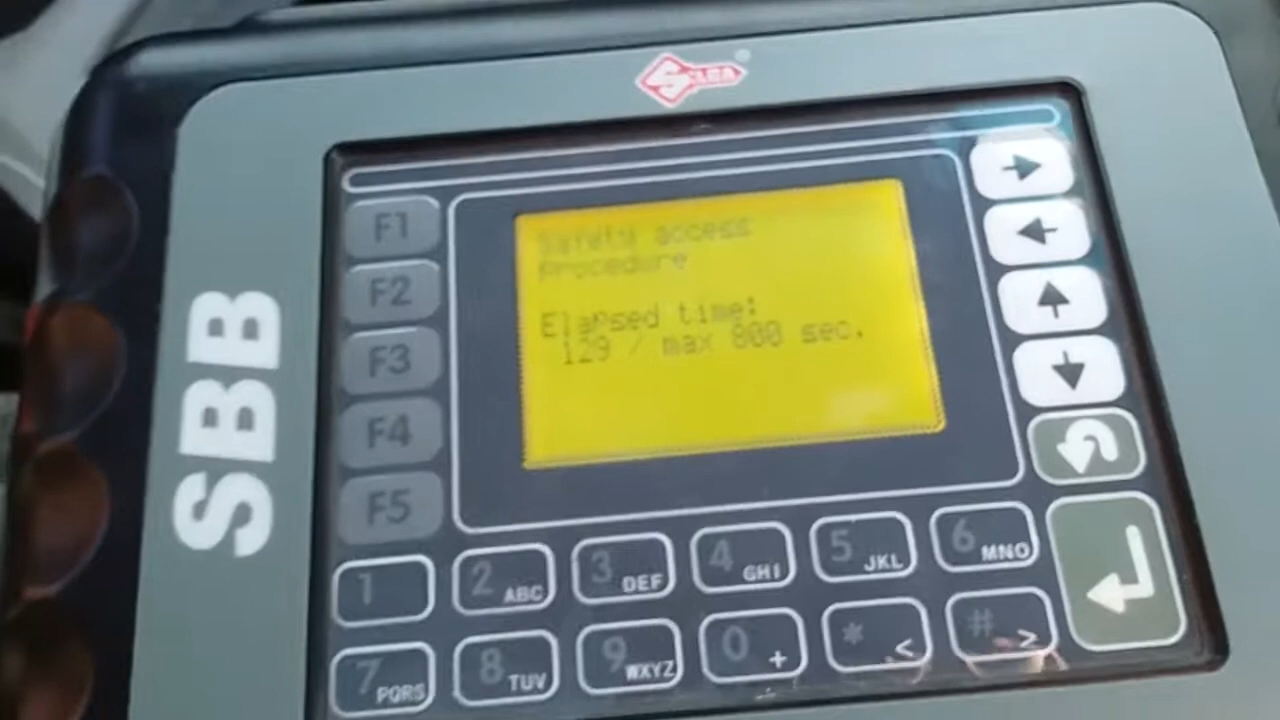 SILCA
SBB
Safety access
procedure
Elapsed time:
129 / max 800 sec.
F1
F2
F3
F4
F5
1
2 ABC
3 DEF
4 GHI
5 JKL
6 MNO
7 PQRS
8 TUV
9 WXYZ
0 +
* <
# >